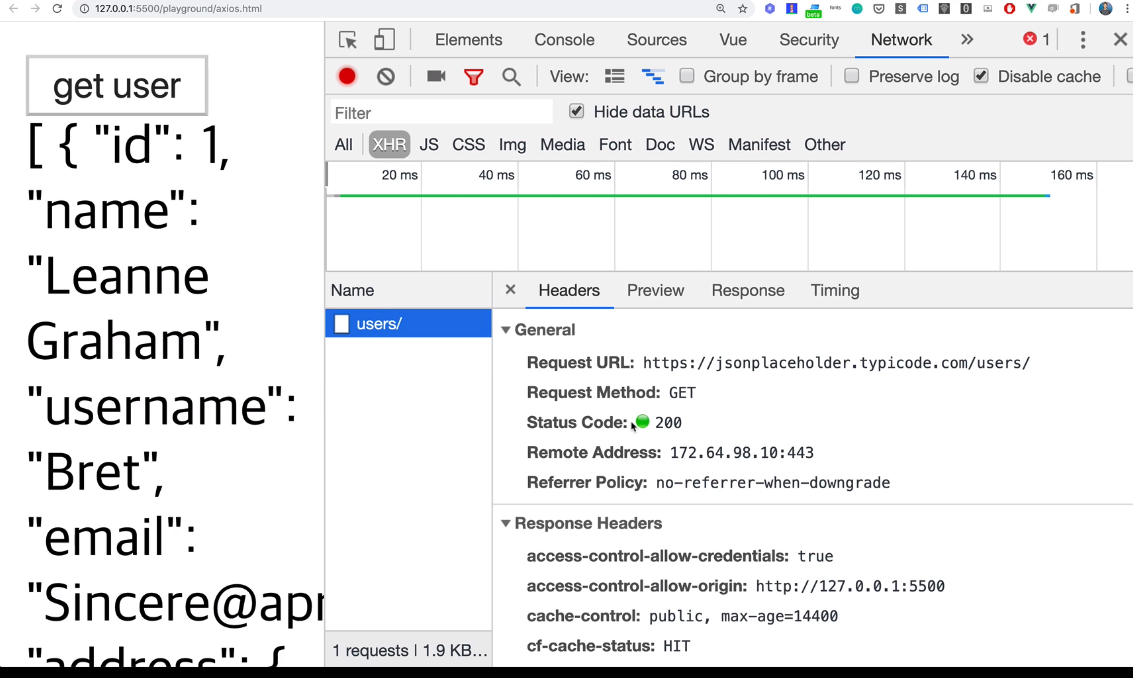 127.0.0.1:5500/playground/axios.html
beta
get user
[ { "id": 1,
"name":
"Leanne
Graham",
"username":
"Bret",
"email":
"Sincere@apr
"address": {
Elements Console Sources Vue Security Network » 1
View: Group by frame Preserve log Disable cache
Filter Hide data URLs
All XHR JS CSS Img Media Font Doc WS Manifest Other
20 ms 40 ms 60 ms 80 ms 100 ms 120 ms 140 ms 160 ms
Name
users/
1 requests | 1.9 KB…
× Headers Preview Response Timing
General
Request URL: https://jsonplaceholder.typicode.com/users/
Request Method: GET
Status Code: 200
Remote Address: 172.64.98.10:443
Referrer Policy: no-referrer-when-downgrade
Response Headers
access-control-allow-credentials: true
access-control-allow-origin: http://127.0.0.1:5500
cache-control: public, max-age=14400
cf-cache-status: HIT